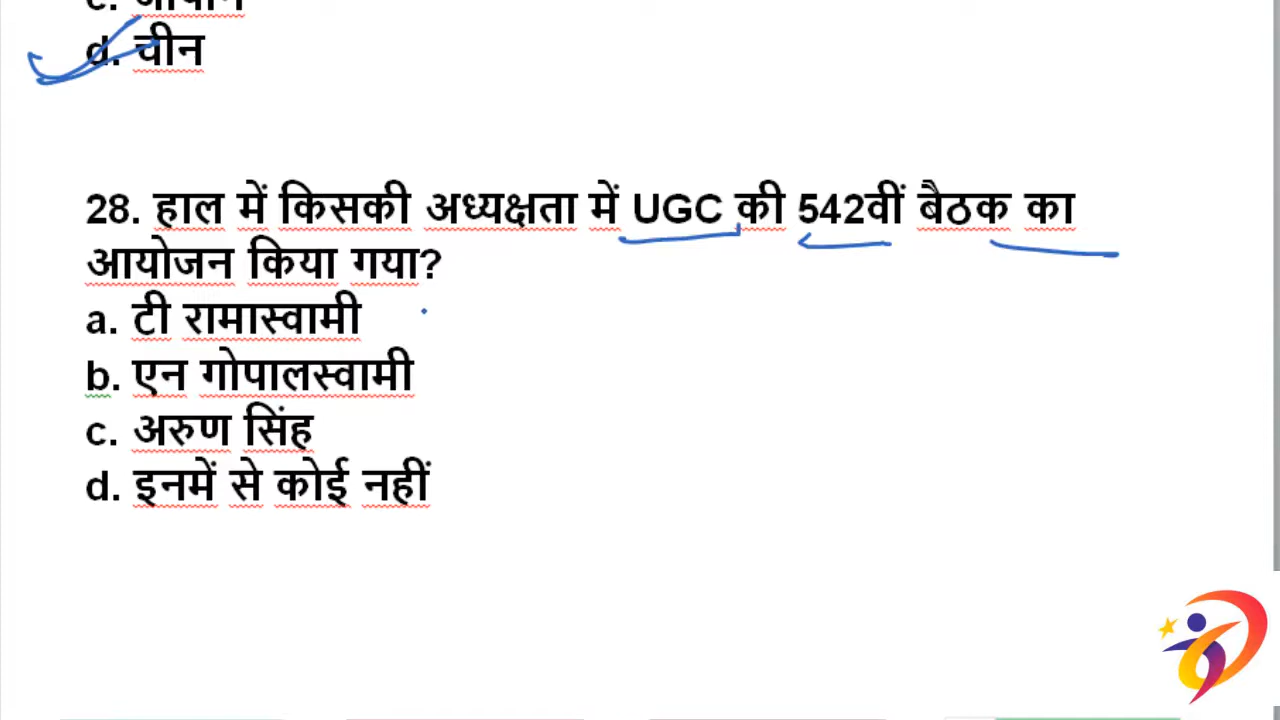 d. चीन
28. हाल में किसकी अध्यक्षता में UGC की 542वीं बैठक का
आयोजन किया गया?
a. टी रामास्वामी
b. एन गोपालस्वामी
c. अरुण सिंह
d. इनमें से कोई नहीं